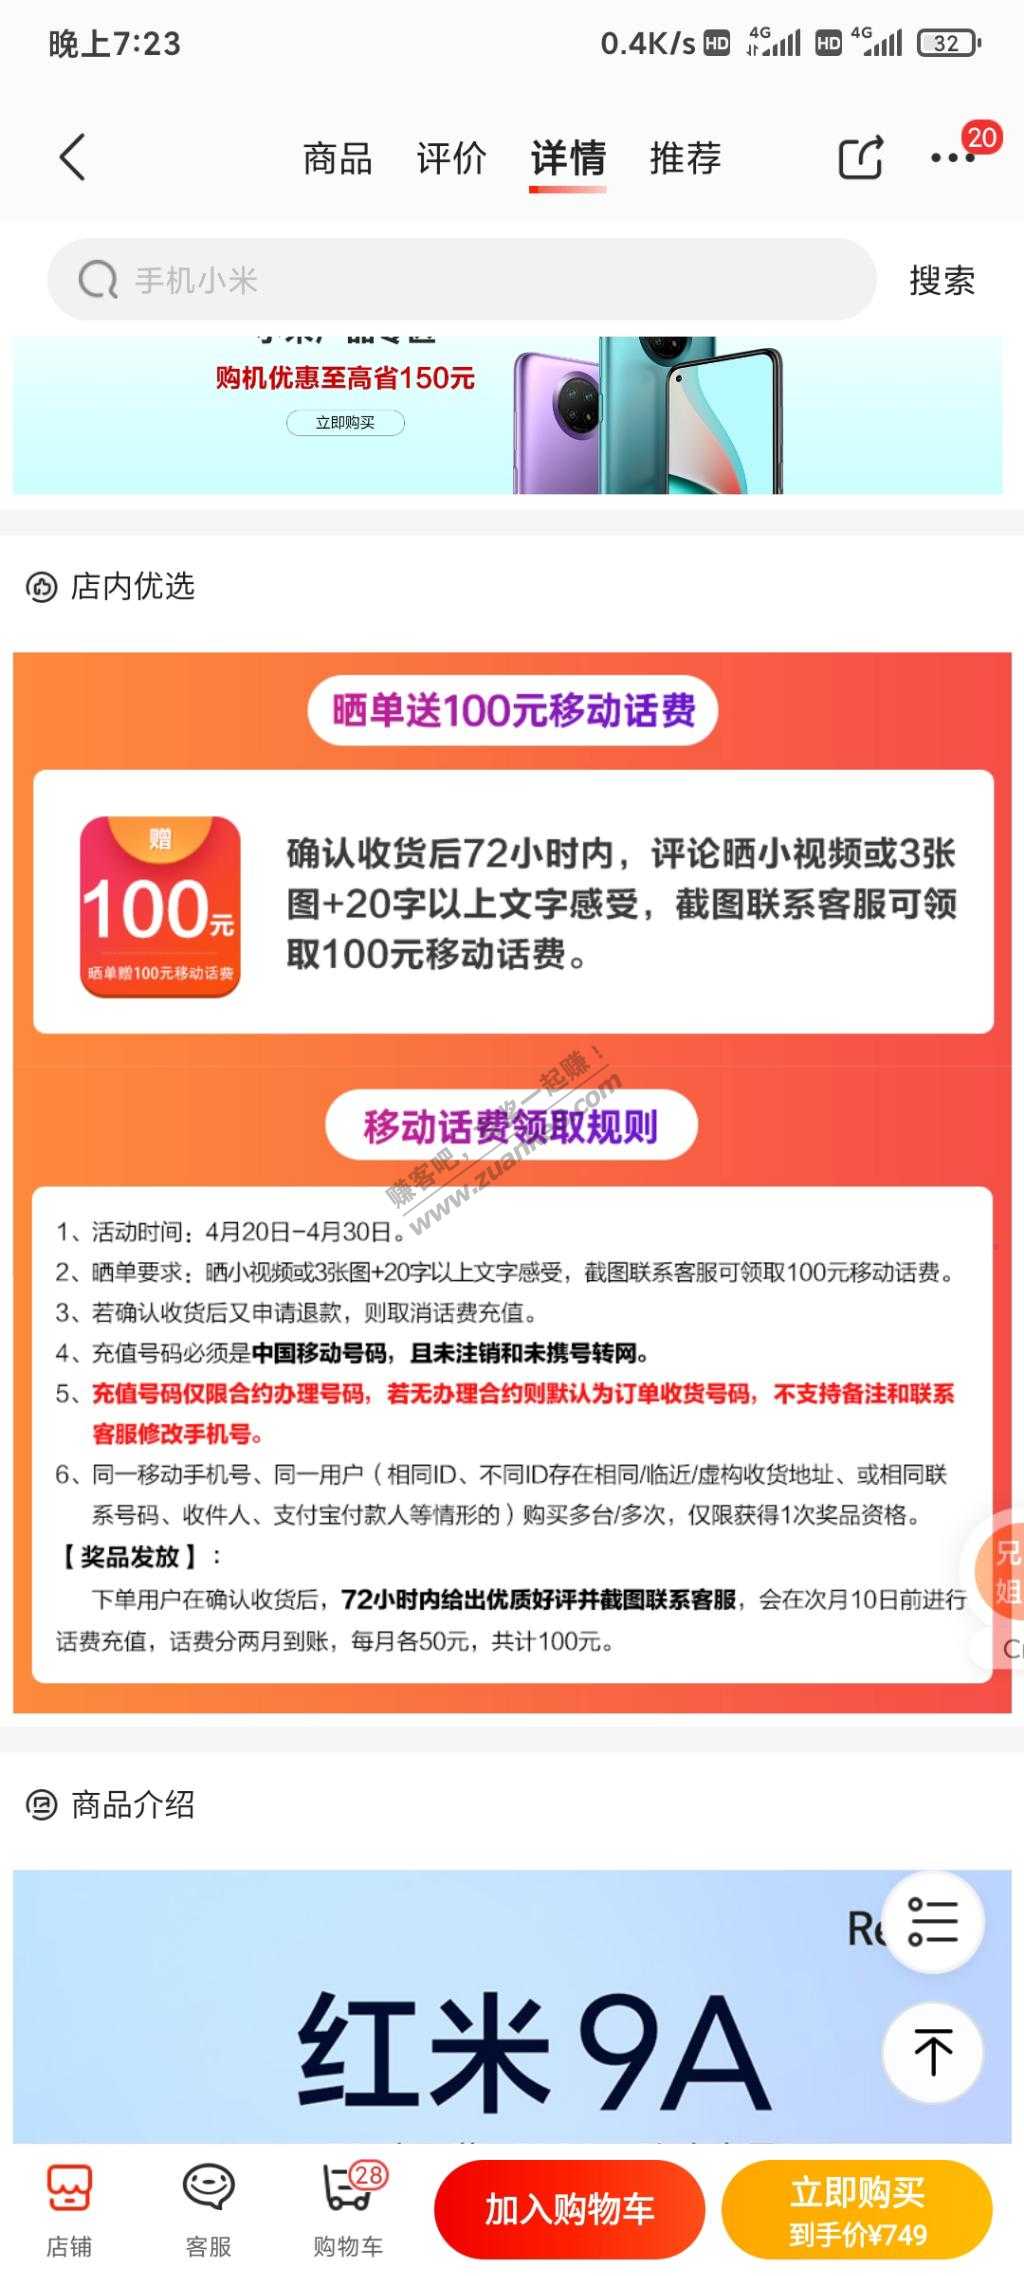 晚上7:23
0.4K/s HD 4G HD 4G 32
商品 评价 详情 推荐
20
手机小米
搜索
购机优惠至高省150元
立即购买
店内优选
晒单送100元移动话费
赠
100元
晒单赠100元移动话费
确认收货后72小时内，评论晒小视频或3张
图+20字以上文字感受，截图联系客服可领
取100元移动话费。
移动话费领取规则
www.zuanke8.com
1、活动时间：4月20日-4月30日。
2、晒单要求：晒小视频或3张图+20字以上文字感受，截图联系客服可领取100元移动话费。
3、若确认收货后又申请退款，则取消话费充值。
4、充值号码必须是中国移动号码，且未注销和未携号转网。
5、充值号码仅限合约办理号码，若无办理合约则默认为订单收货号码，不支持备注和联系
客服修改手机号。
6、同一移动手机号、同一用户（相同ID、不同ID存在相同/临近/虚构收货地址、或相同联
系号码、收件人、支付宝付款人等情形的）购买多台/多次，仅限获得1次奖品资格。
【奖品发放】：
下单用户在确认收货后，72小时内给出优质好评并截图联系客服，会在次月10日前进行
话费充值，话费分两月到账，每月各50元，共计100元。
兄
姐
商品介绍
Re
红米9A
店铺
客服
28
购物车
加入购物车
立即购买
到手价¥749